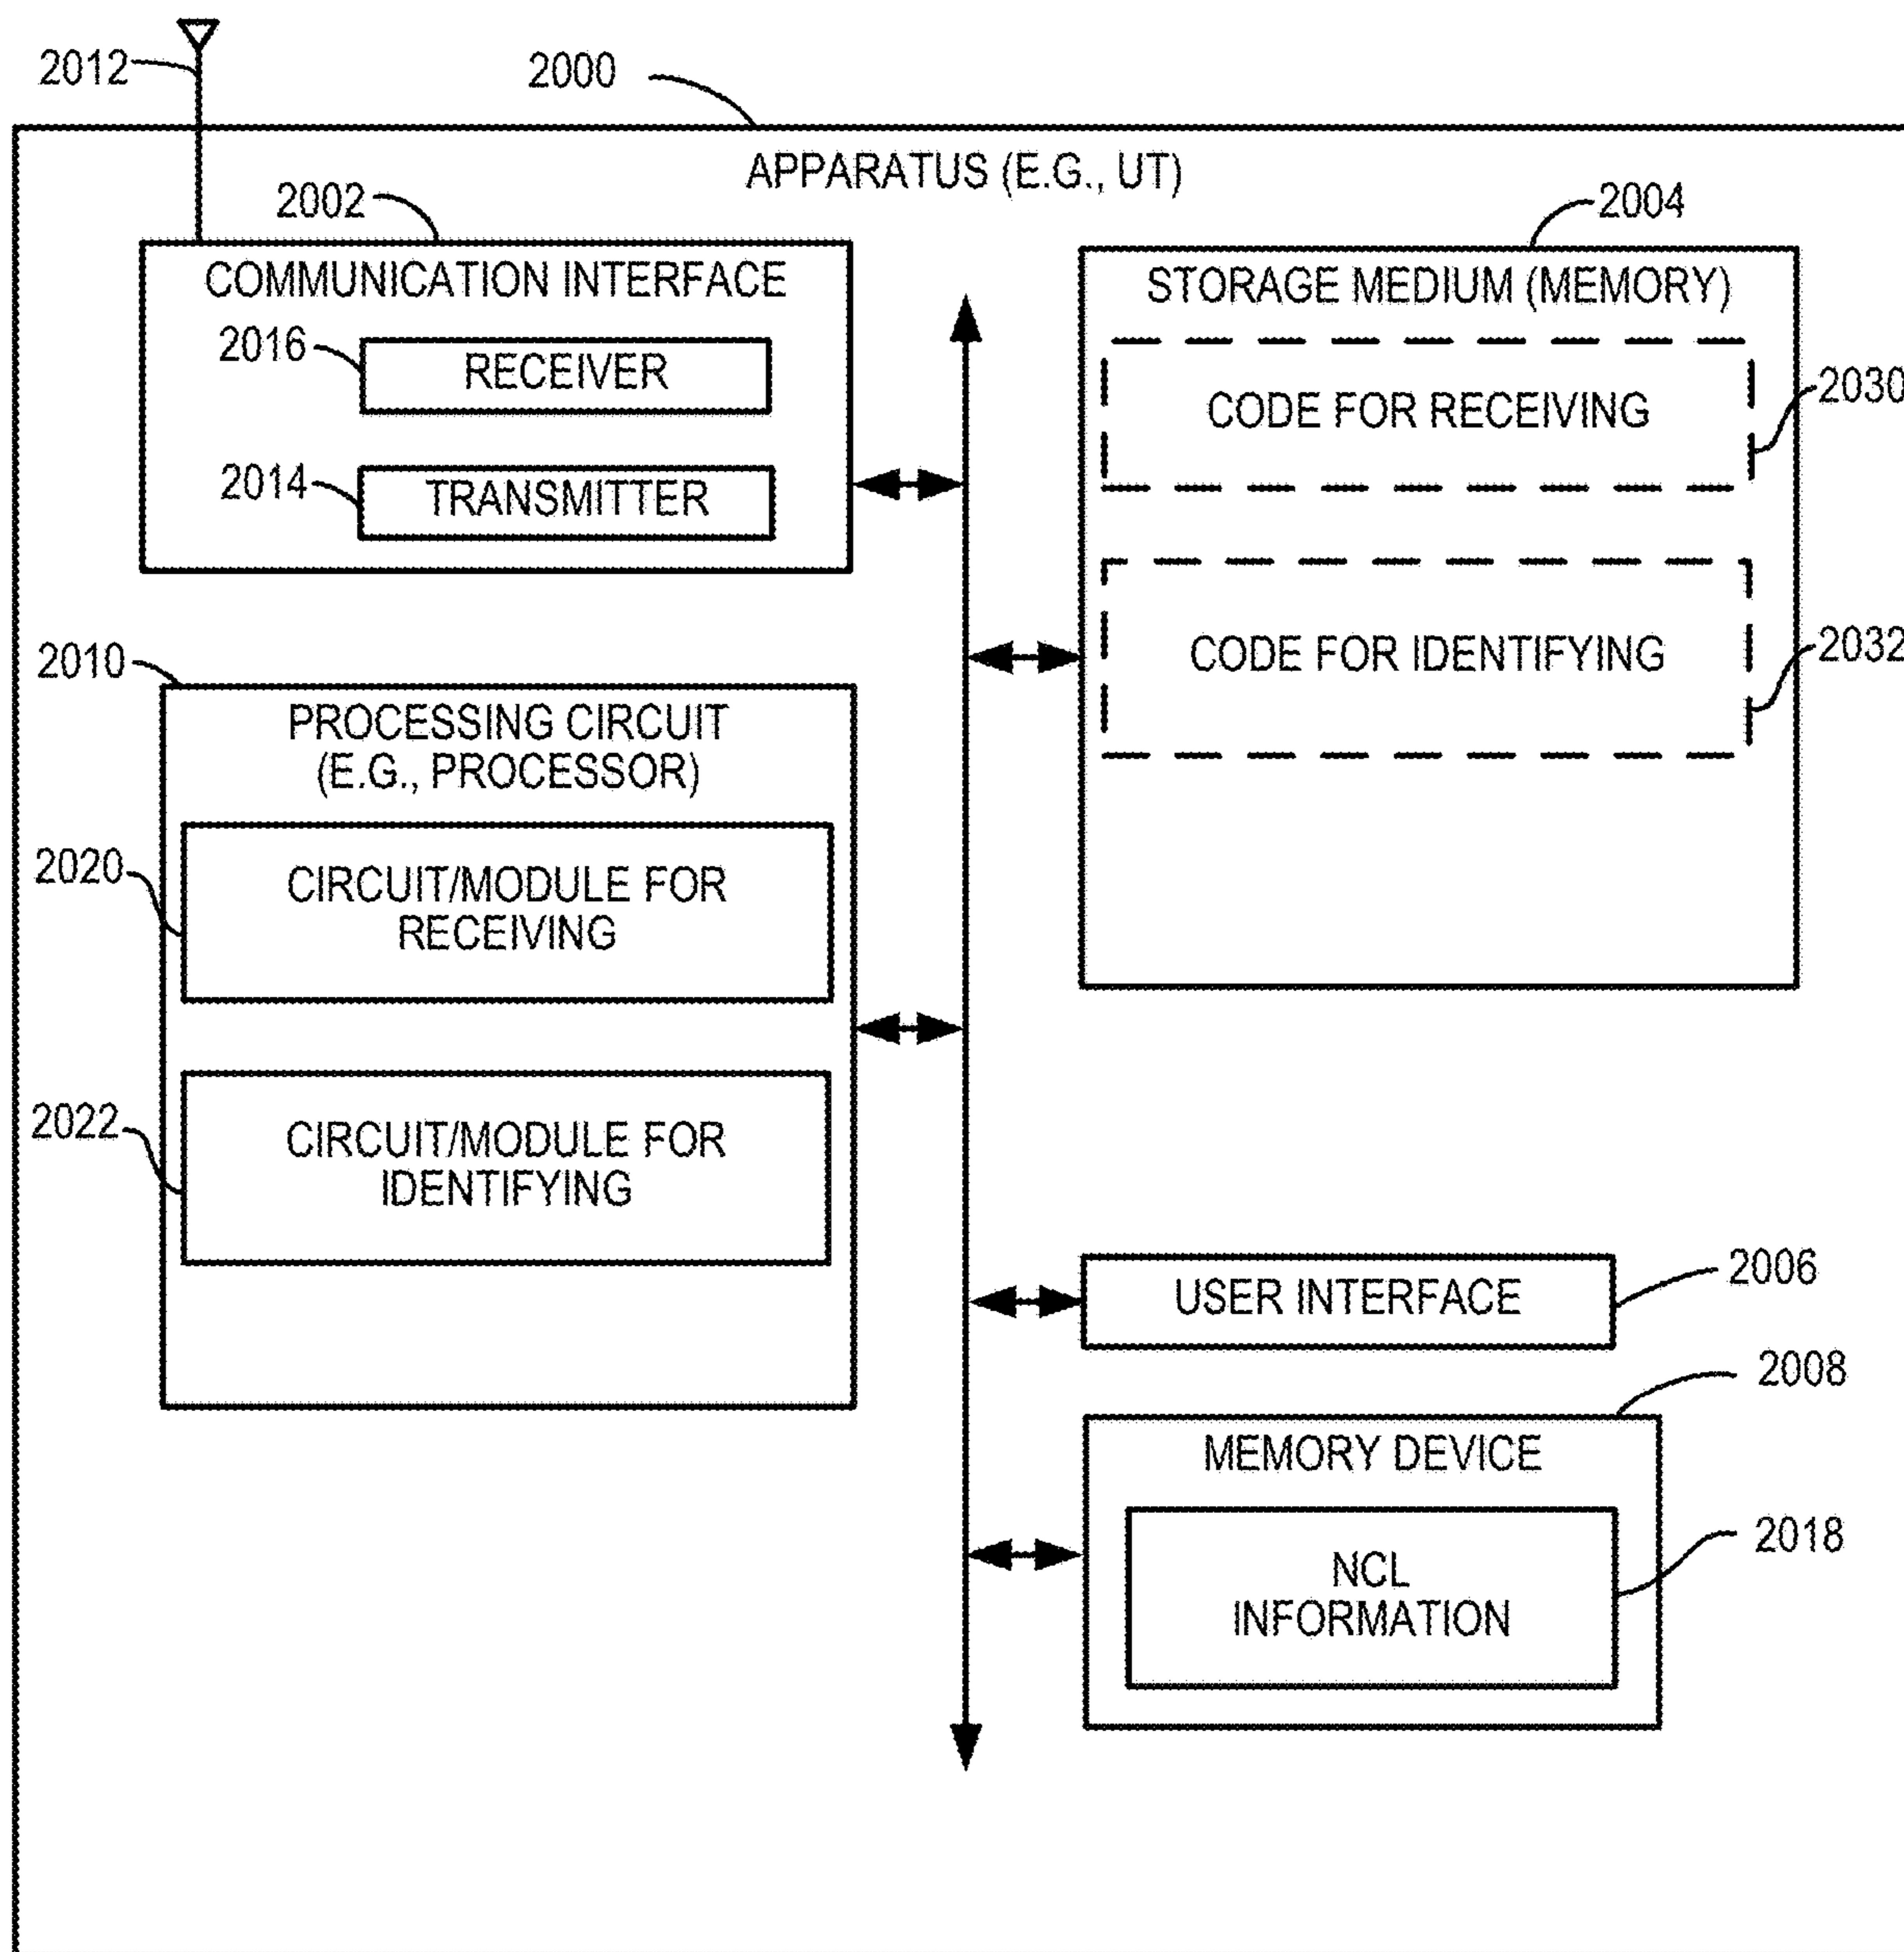 2012
2000
APPARATUS (E.G., UT)
2002
COMMUNICATION INTERFACE
2016
RECEIVER
2014
TRANSMITTER
2004
STORAGE MEDIUM (MEMORY)
CODE FOR RECEIVING
2030
CODE FOR IDENTIFYING
2032
2010
PROCESSING CIRCUIT
(E.G., PROCESSOR)
2020
CIRCUIT/MODULE FOR
RECEIVING
2022
CIRCUIT/MODULE FOR
IDENTIFYING
USER INTERFACE
2006
2008
MEMORY DEVICE
NCL
INFORMATION
2018